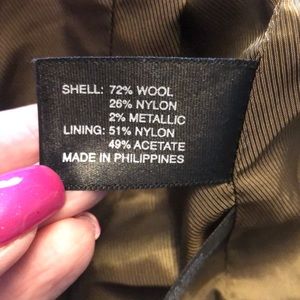 SHELL: 72% WOOL
26% NYLON
2% METALLIC
LINING: 51% NYLON
49% ACETATE
MADE IN PHILIPPINES